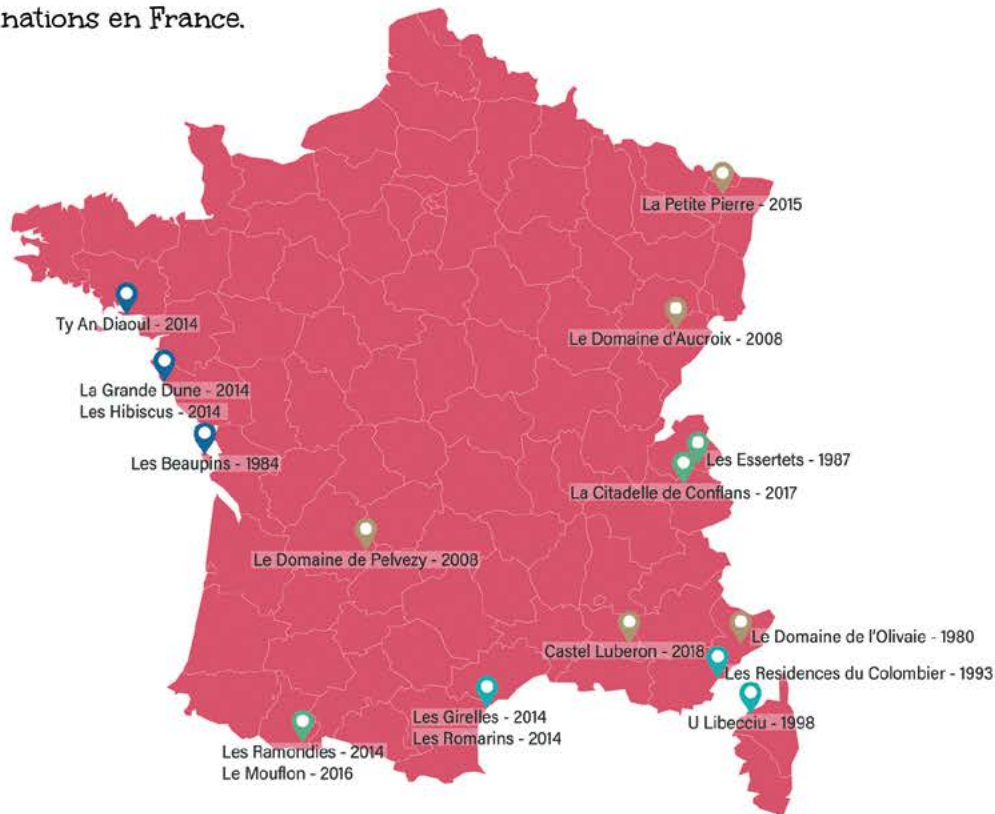 nations en France.
La Petite Pierre - 2015
Ty An Diaoul - 2014
Le Domaine d'Aucroix - 2008
La Grande Dune - 2014
Les Hibiscus - 2014
Les Beaupins - 1984
Les Essertets - 1987
La Citadelle de Conflans - 2017
Le Domaine de Pelvezy - 2008
Le Domaine de l'Olivaie - 1980
Castel Luberon - 2018
Les Residences du Colombier - 1993
Les Girelles - 2014
Les Romarins - 2014
U Libecciu - 1998
Les Ramondies - 2014
Le Mouflon - 2016